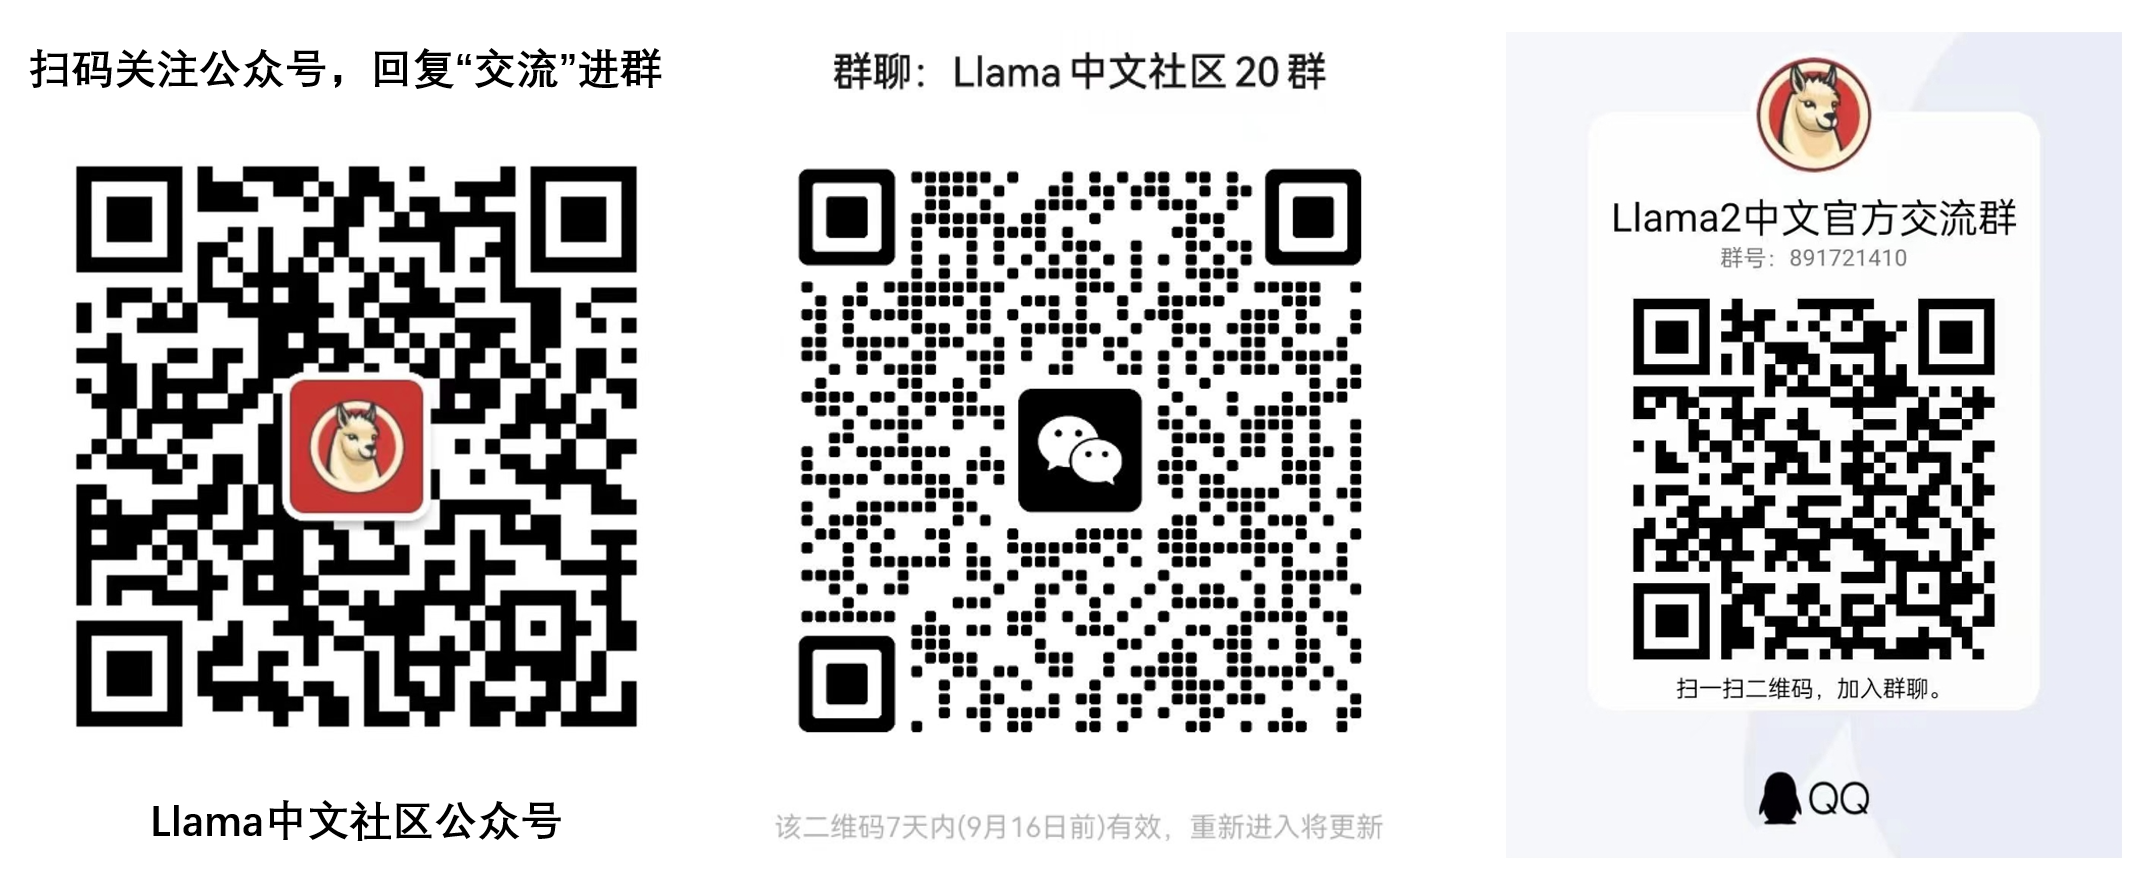 扫码关注公众号，回复“交流”进群
Llama中文社区公众号
群聊：Llama 中文社区 20 群
该二维码7天内(9月16日前)有效，重新进入将更新
Llama2中文官方交流群
群号：891721410
扫一扫二维码，加入群聊。
QQ